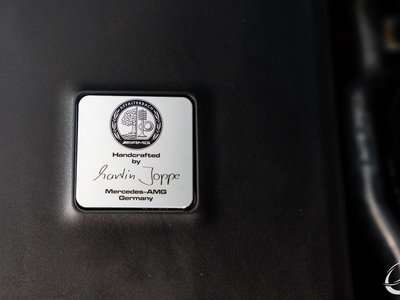 AFFALTERBACH
AMG
Handcrafted
by
Martin Joppe
Mercedes-AMG
Germany